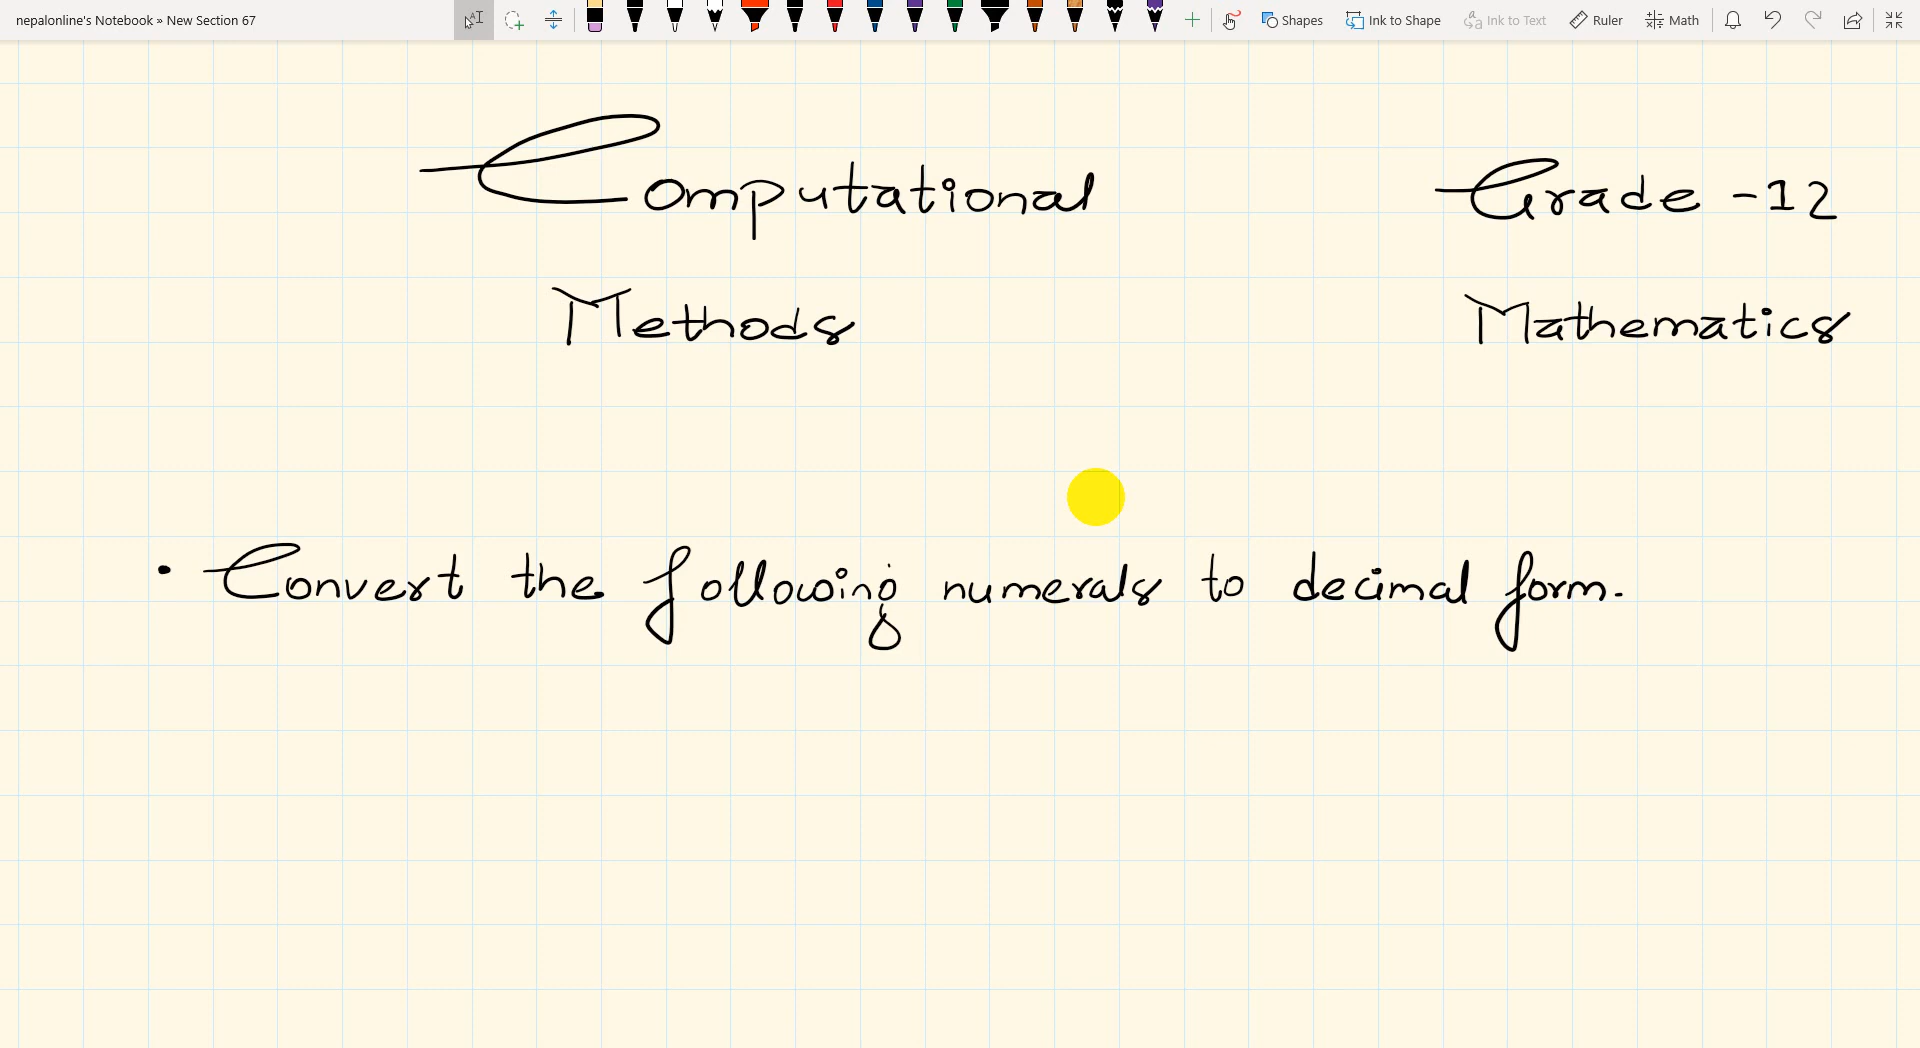 nepalonline's Notebook » New Section 67
Shapes Ink to Shape Ink to Text Ruler Math
Computational Grade -12
Methods Mathematics
• Convert the following numerals to decimal form.